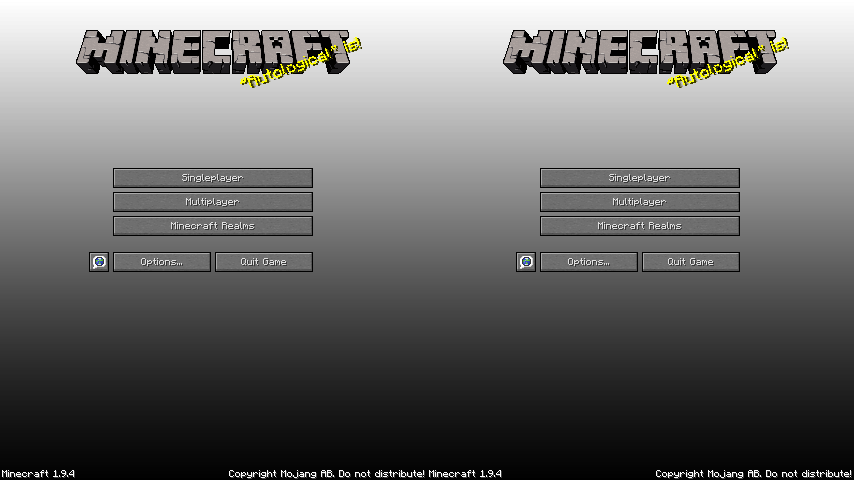 MINECRAFT
"Autological" is!
Singleplayer
Multiplayer
Minecraft Realms
Options...
Quit Game
Minecraft 1.9.4
Copyright Mojang AB. Do not distribute!
MINECRAFT
"Autological" is!
Singleplayer
Multiplayer
Minecraft Realms
Options...
Quit Game
Minecraft 1.9.4
Copyright Mojang AB. Do not distribute!